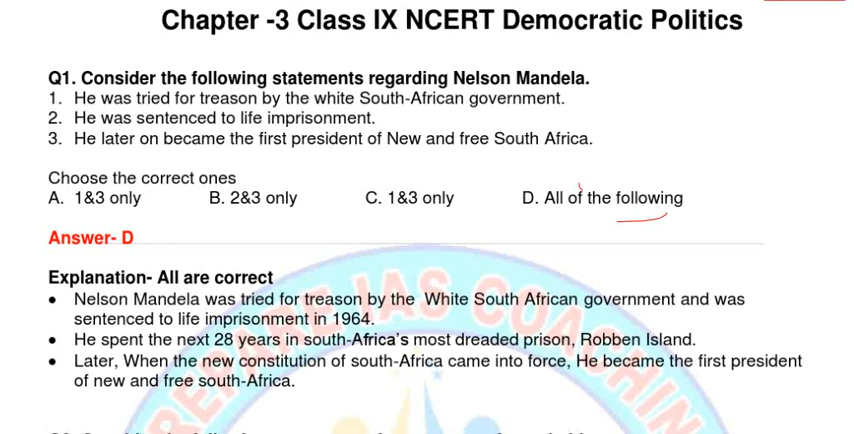 Chapter -3 Class IX NCERT Democratic Politics
Q1. Consider the following statements regarding Nelson Mandela.
1. He was tried for treason by the white South-African government.
2. He was sentenced to life imprisonment.
3. He later on became the first president of New and free South Africa.
Choose the correct ones
A. 1&3 only B. 2&3 only C. 1&3 only D. All of the following
Answer- D
Explanation- All are correct
• Nelson Mandela was tried for treason by the White South African government and was
sentenced to life imprisonment in 1964.
• He spent the next 28 years in south-Africa's most dreaded prison, Robben Island.
• Later, When the new constitution of south-Africa came into force, He became the first president
of new and free south-Africa.
PREPARE IAS COACHIN